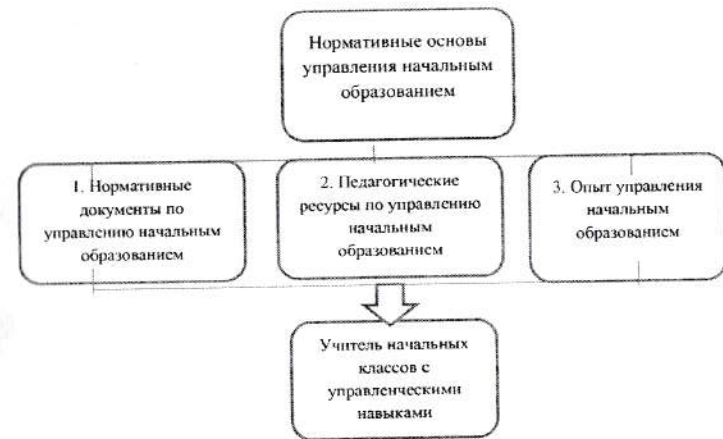 Нормативные основы
управления начальным
образованием
1. Нормативные
документы по
управлению начальным
образованием
2. Педагогические
ресурсы по управлению
начальным
образованием
3. Опыт управления
начальным
образованием
Учитель начальных
классов с
управленческими
навыками